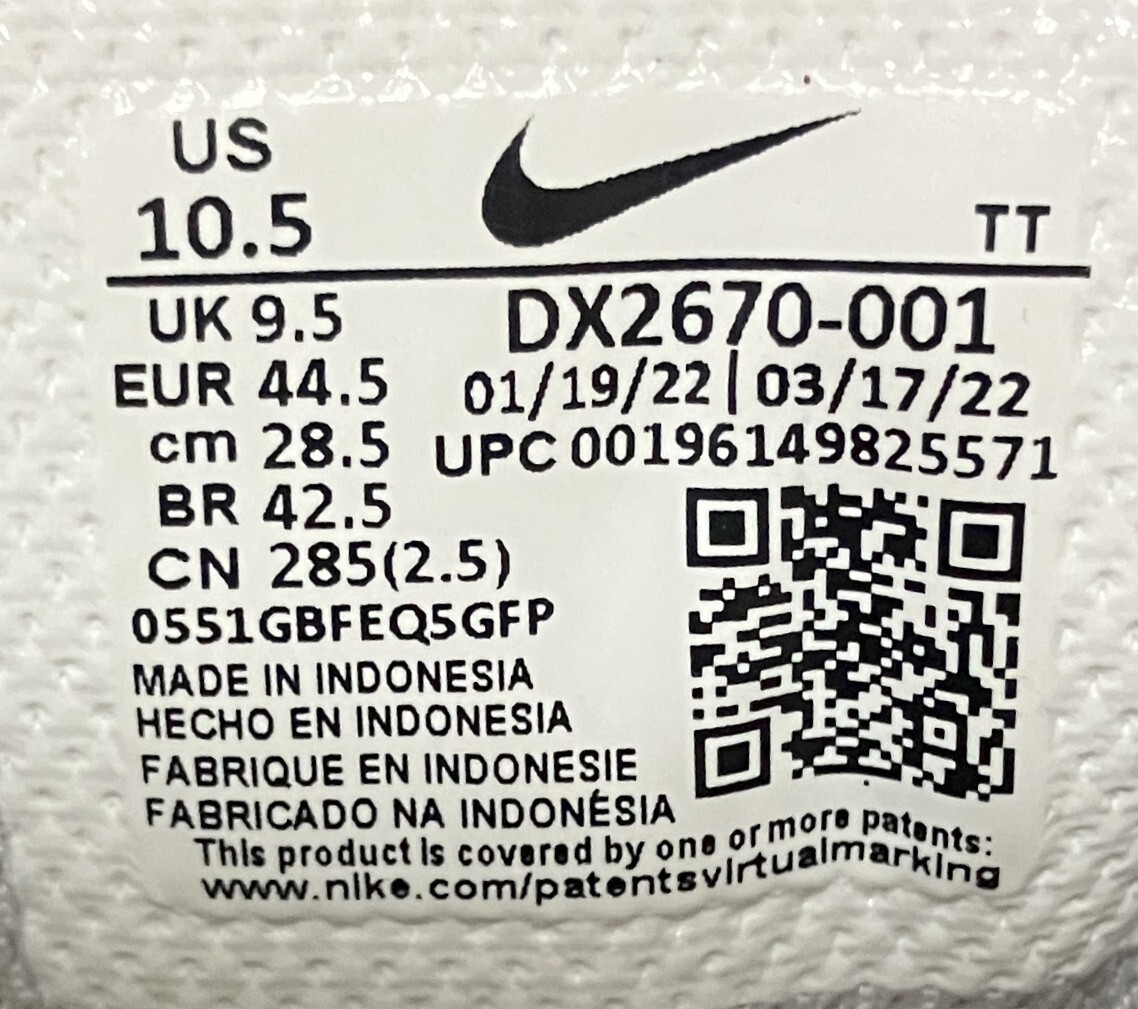 US
10.5
TT
UK 9.5
EUR 44.5
cm 28.5
BR 42.5
CN 285(2.5)
0551GBFEQ5GFP
DX2670-001
01/19/22 | 03/17/22
UPC 00196149825571
MADE IN INDONESIA
HECHO EN INDONESIA
FABRIQUE EN INDONESIE
FABRICADO NA INDONÉSIA
This product is covered by one or more patents:
www.nike.com/patentsvirtualmarking